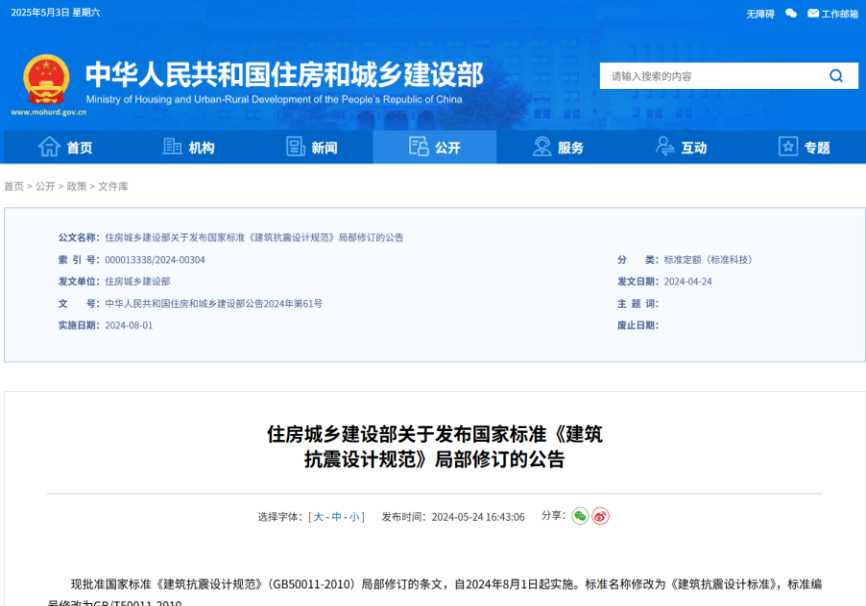 2025年5月3日 星期六
无障碍 工作邮箱
中华人民共和国住房和城乡建设部
Ministry of Housing and Urban-Rural Development of the People's Republic of China
www.mohurd.gov.cn
请输入搜索的内容
首页 机构 新闻 公开 服务 互动 专题
首页 > 公开 > 政策 > 文件库
公文名称：住房城乡建设部关于发布国家标准《建筑抗震设计规范》局部修订的公告
索 引 号：000013338/2024-00304 分 类：标准定额（标准科技）
发文单位：住房城乡建设部 发文日期：2024-04-24
文 号：中华人民共和国住房和城乡建设部公告2024年第61号 主 题 词：
实施日期：2024-08-01 废止日期：
住房城乡建设部关于发布国家标准《建筑
抗震设计规范》局部修订的公告
选择字体：[ 大 - 中 - 小 ] 发布时间：2024-05-24 16:43:06 分享：
现批准国家标准《建筑抗震设计规范》（GB50011-2010）局部修订的条文，自2024年8月1日起实施。标准名称修改为《建筑抗震设计标准》，标准编
号修改为GB/T50011-2010